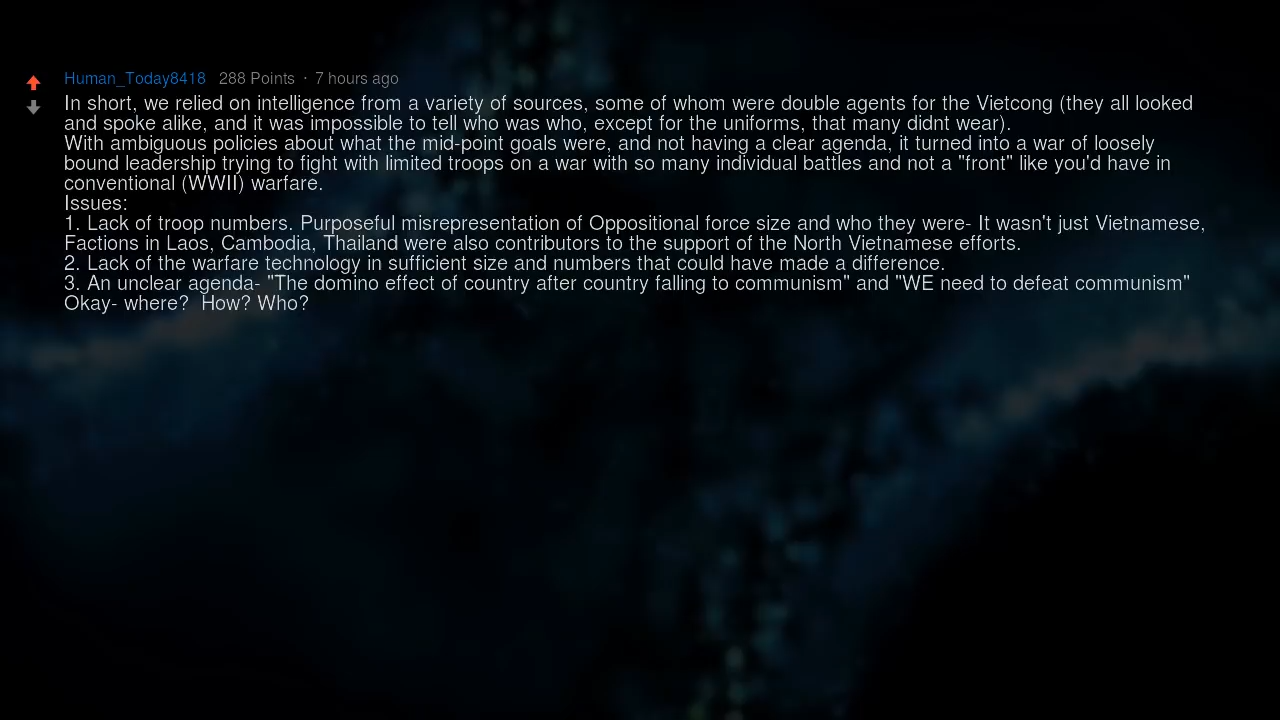 Human_Today8418 288 Points · 7 hours ago
In short, we relied on intelligence from a variety of sources, some of whom were double agents for the Vietcong (they all looked
and spoke alike, and it was impossible to tell who was who, except for the uniforms, that many didnt wear).
With ambiguous policies about what the mid-point goals were, and not having a clear agenda, it turned into a war of loosely
bound leadership trying to fight with limited troops on a war with so many individual battles and not a "front" like you'd have in
conventional (WWII) warfare.
Issues:
1. Lack of troop numbers. Purposeful misrepresentation of Oppositional force size and who they were- It wasn't just Vietnamese,
Factions in Laos, Cambodia, Thailand were also contributors to the support of the North Vietnamese efforts.
2. Lack of the warfare technology in sufficient size and numbers that could have made a difference.
3. An unclear agenda- "The domino effect of country after country falling to communism" and "WE need to defeat communism"
Okay- where?  How? Who?